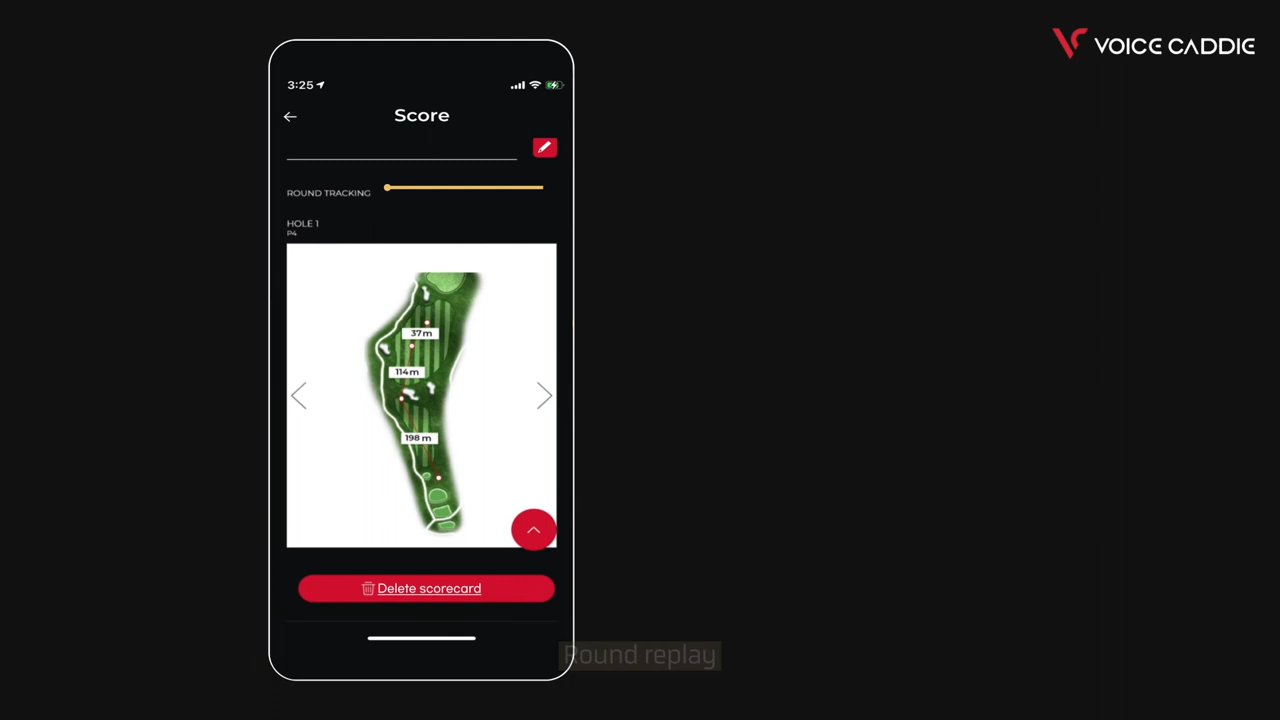 VOICE CADDIE
3:25
Score
ROUND TRACKING
HOLE 1
P4
37m
114m
198 m
Delete scorecard
Round replay